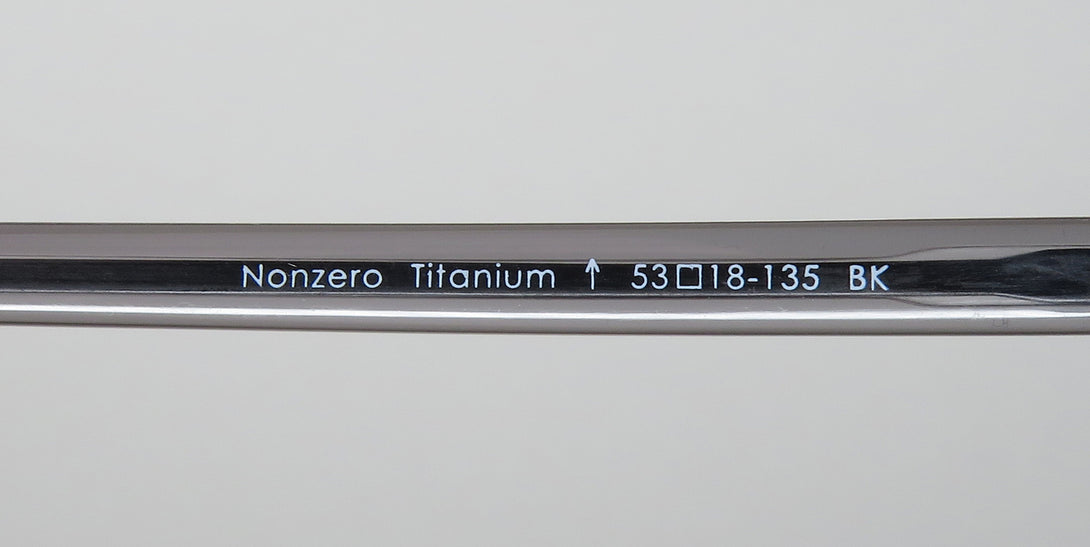 Nonzero Titanium ↑ 53□18-135 BK